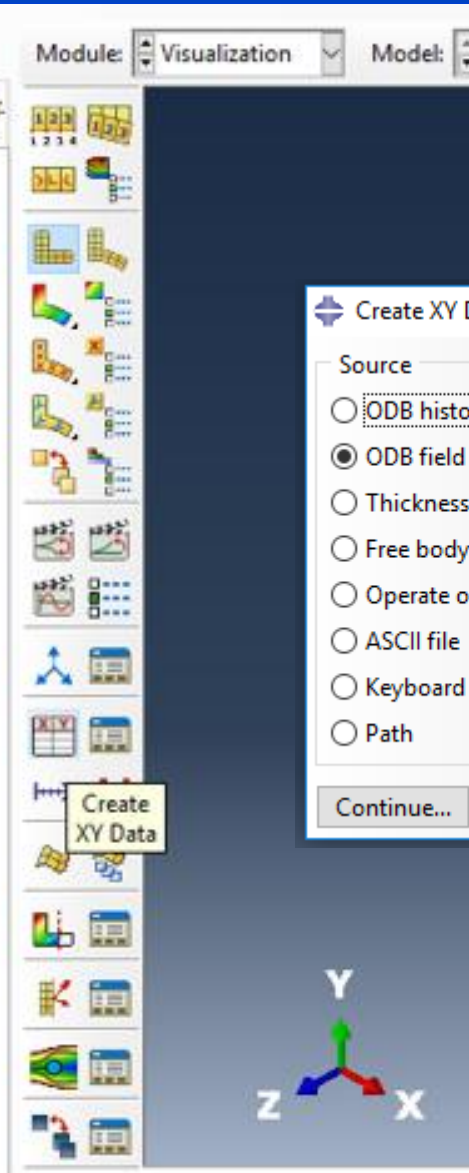 Module: Visualization Model:
Create XY D
Source
ODB histo
ODB field
Thickness
Free body
Operate o
ASCII file
Keyboard
Path
Continue...
Create
XY Data
Y
Z X